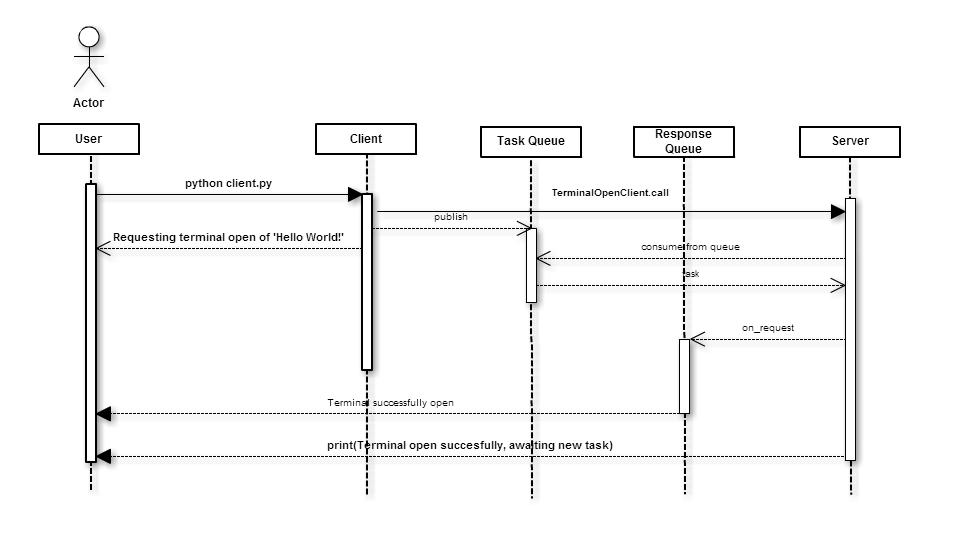 Actor
User
Client
Task Queue
Response
Queue
Server
python client.py
TerminalOpenClient.call
publish
Requesting terminal open of 'Hello World!'
consume from queue
task
on_request
Terminal successfully open
print(Terminal open succesfully, awaiting new task)